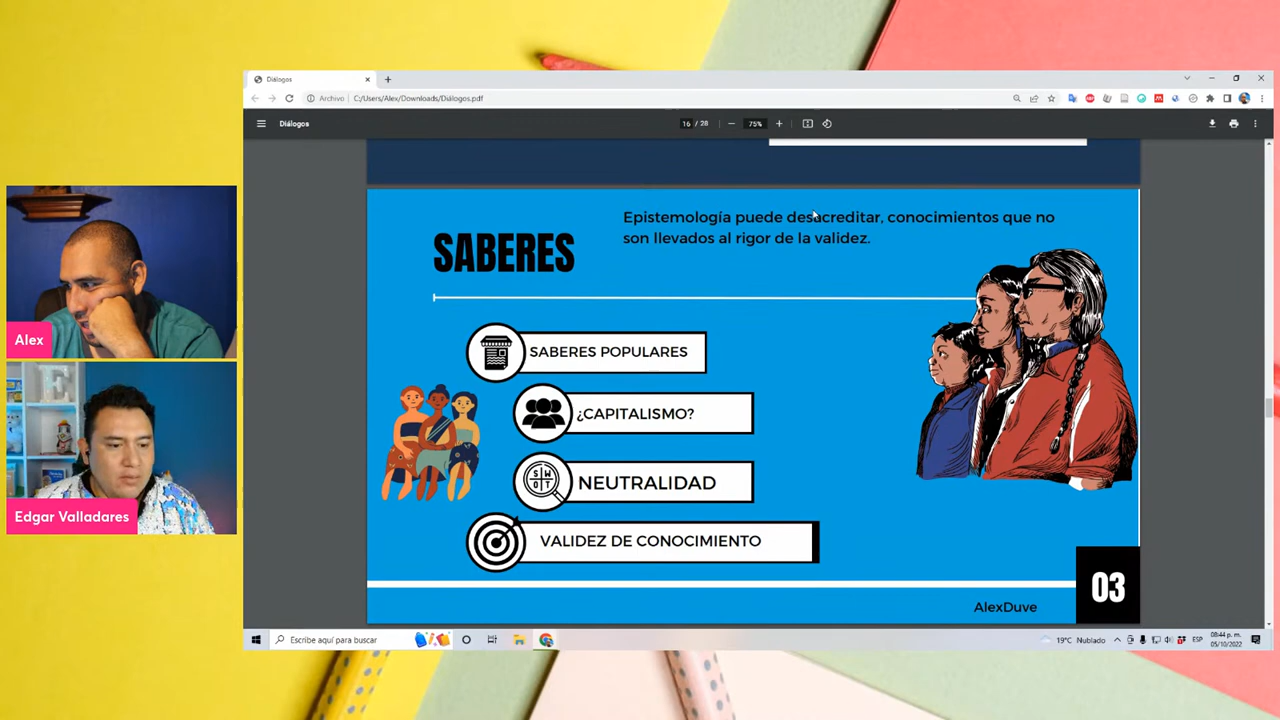 Diálogos
Archivo
C:/Users/Alex/Downloads/Diálogos.pdf
Diálogos
16 / 28
75%
Epistemología puede desacreditar, conocimientos que no
son llevados al rigor de la validez.
SABERES
SABERES POPULARES
¿CAPITALISMO?
S W
O T
NEUTRALIDAD
VALIDEZ DE CONOCIMIENTO
03
AlexDuve
Alex
Edgar Valladares
Escribe aquí para buscar
19°C Nublado
ESP
08:44 p. m.
05/10/2022